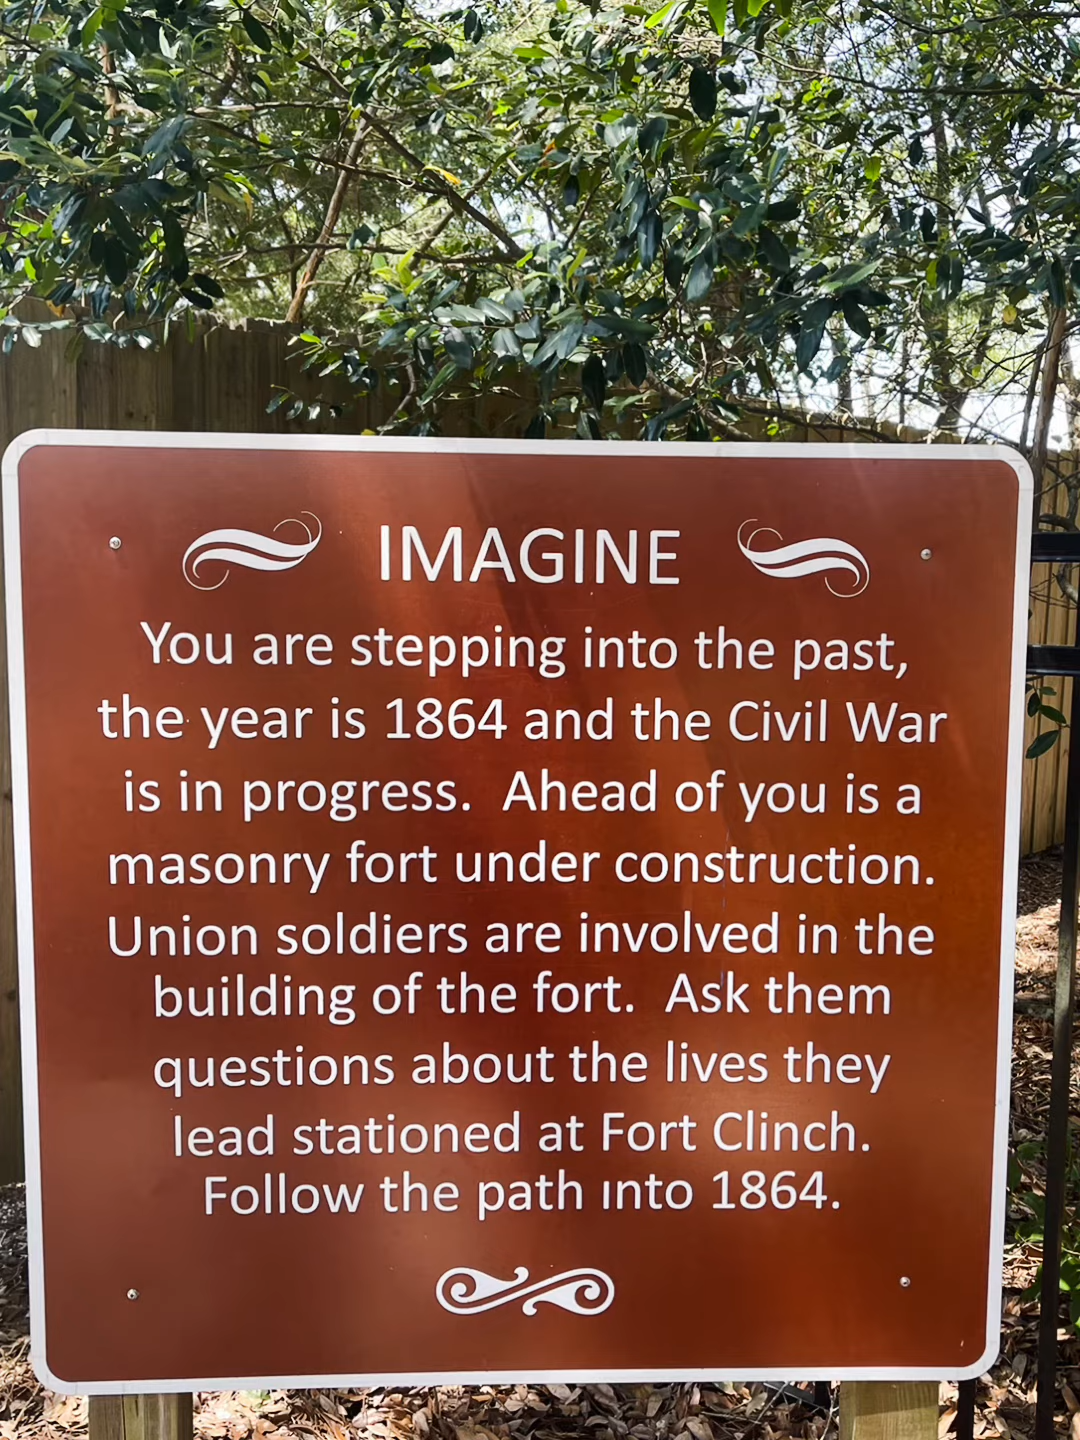 IMAGINE
You are stepping into the past,
the year is 1864 and the Civil War
is in progress.  Ahead of you is a
masonry fort under construction.
Union soldiers are involved in the
building of the fort.  Ask them
questions about the lives they
lead stationed at Fort Clinch.
Follow the path into 1864.